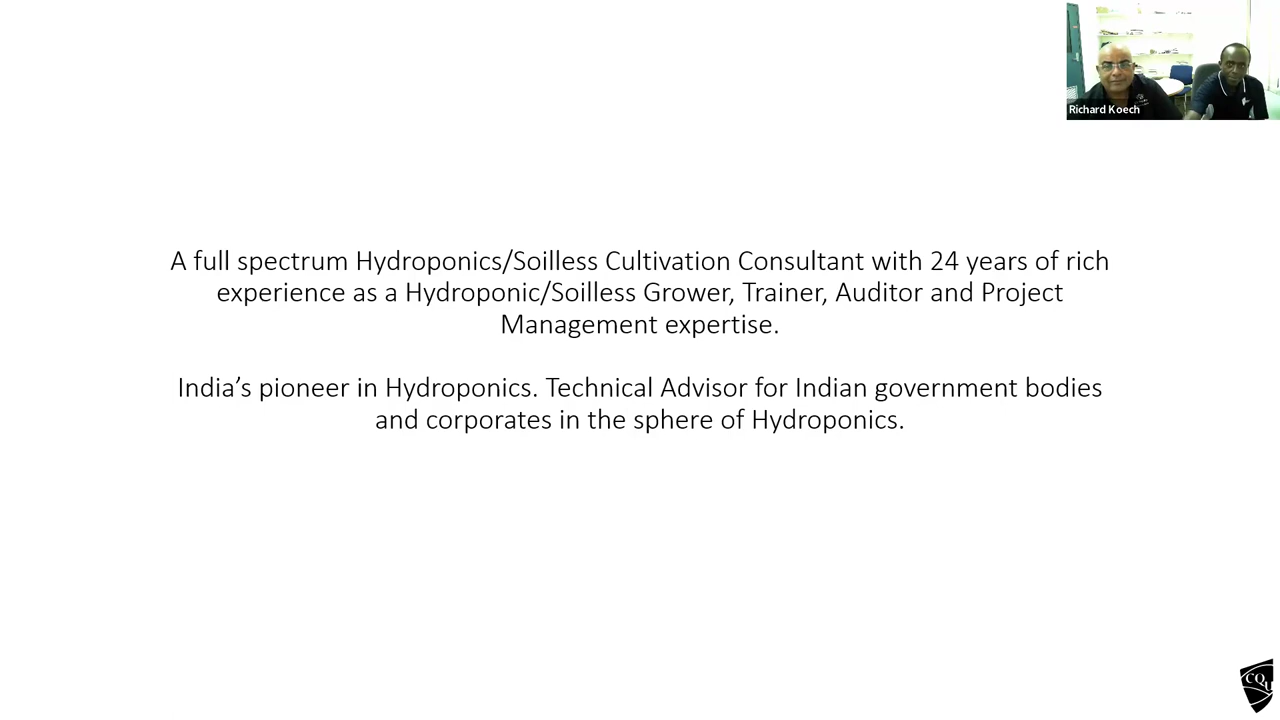 Richard Koech
A full spectrum Hydroponics/Soilless Cultivation Consultant with 24 years of rich
experience as a Hydroponic/Soilless Grower, Trainer, Auditor and Project
Management expertise.
India’s pioneer in Hydroponics. Technical Advisor for Indian government bodies
and corporates in the sphere of Hydroponics.
CQU